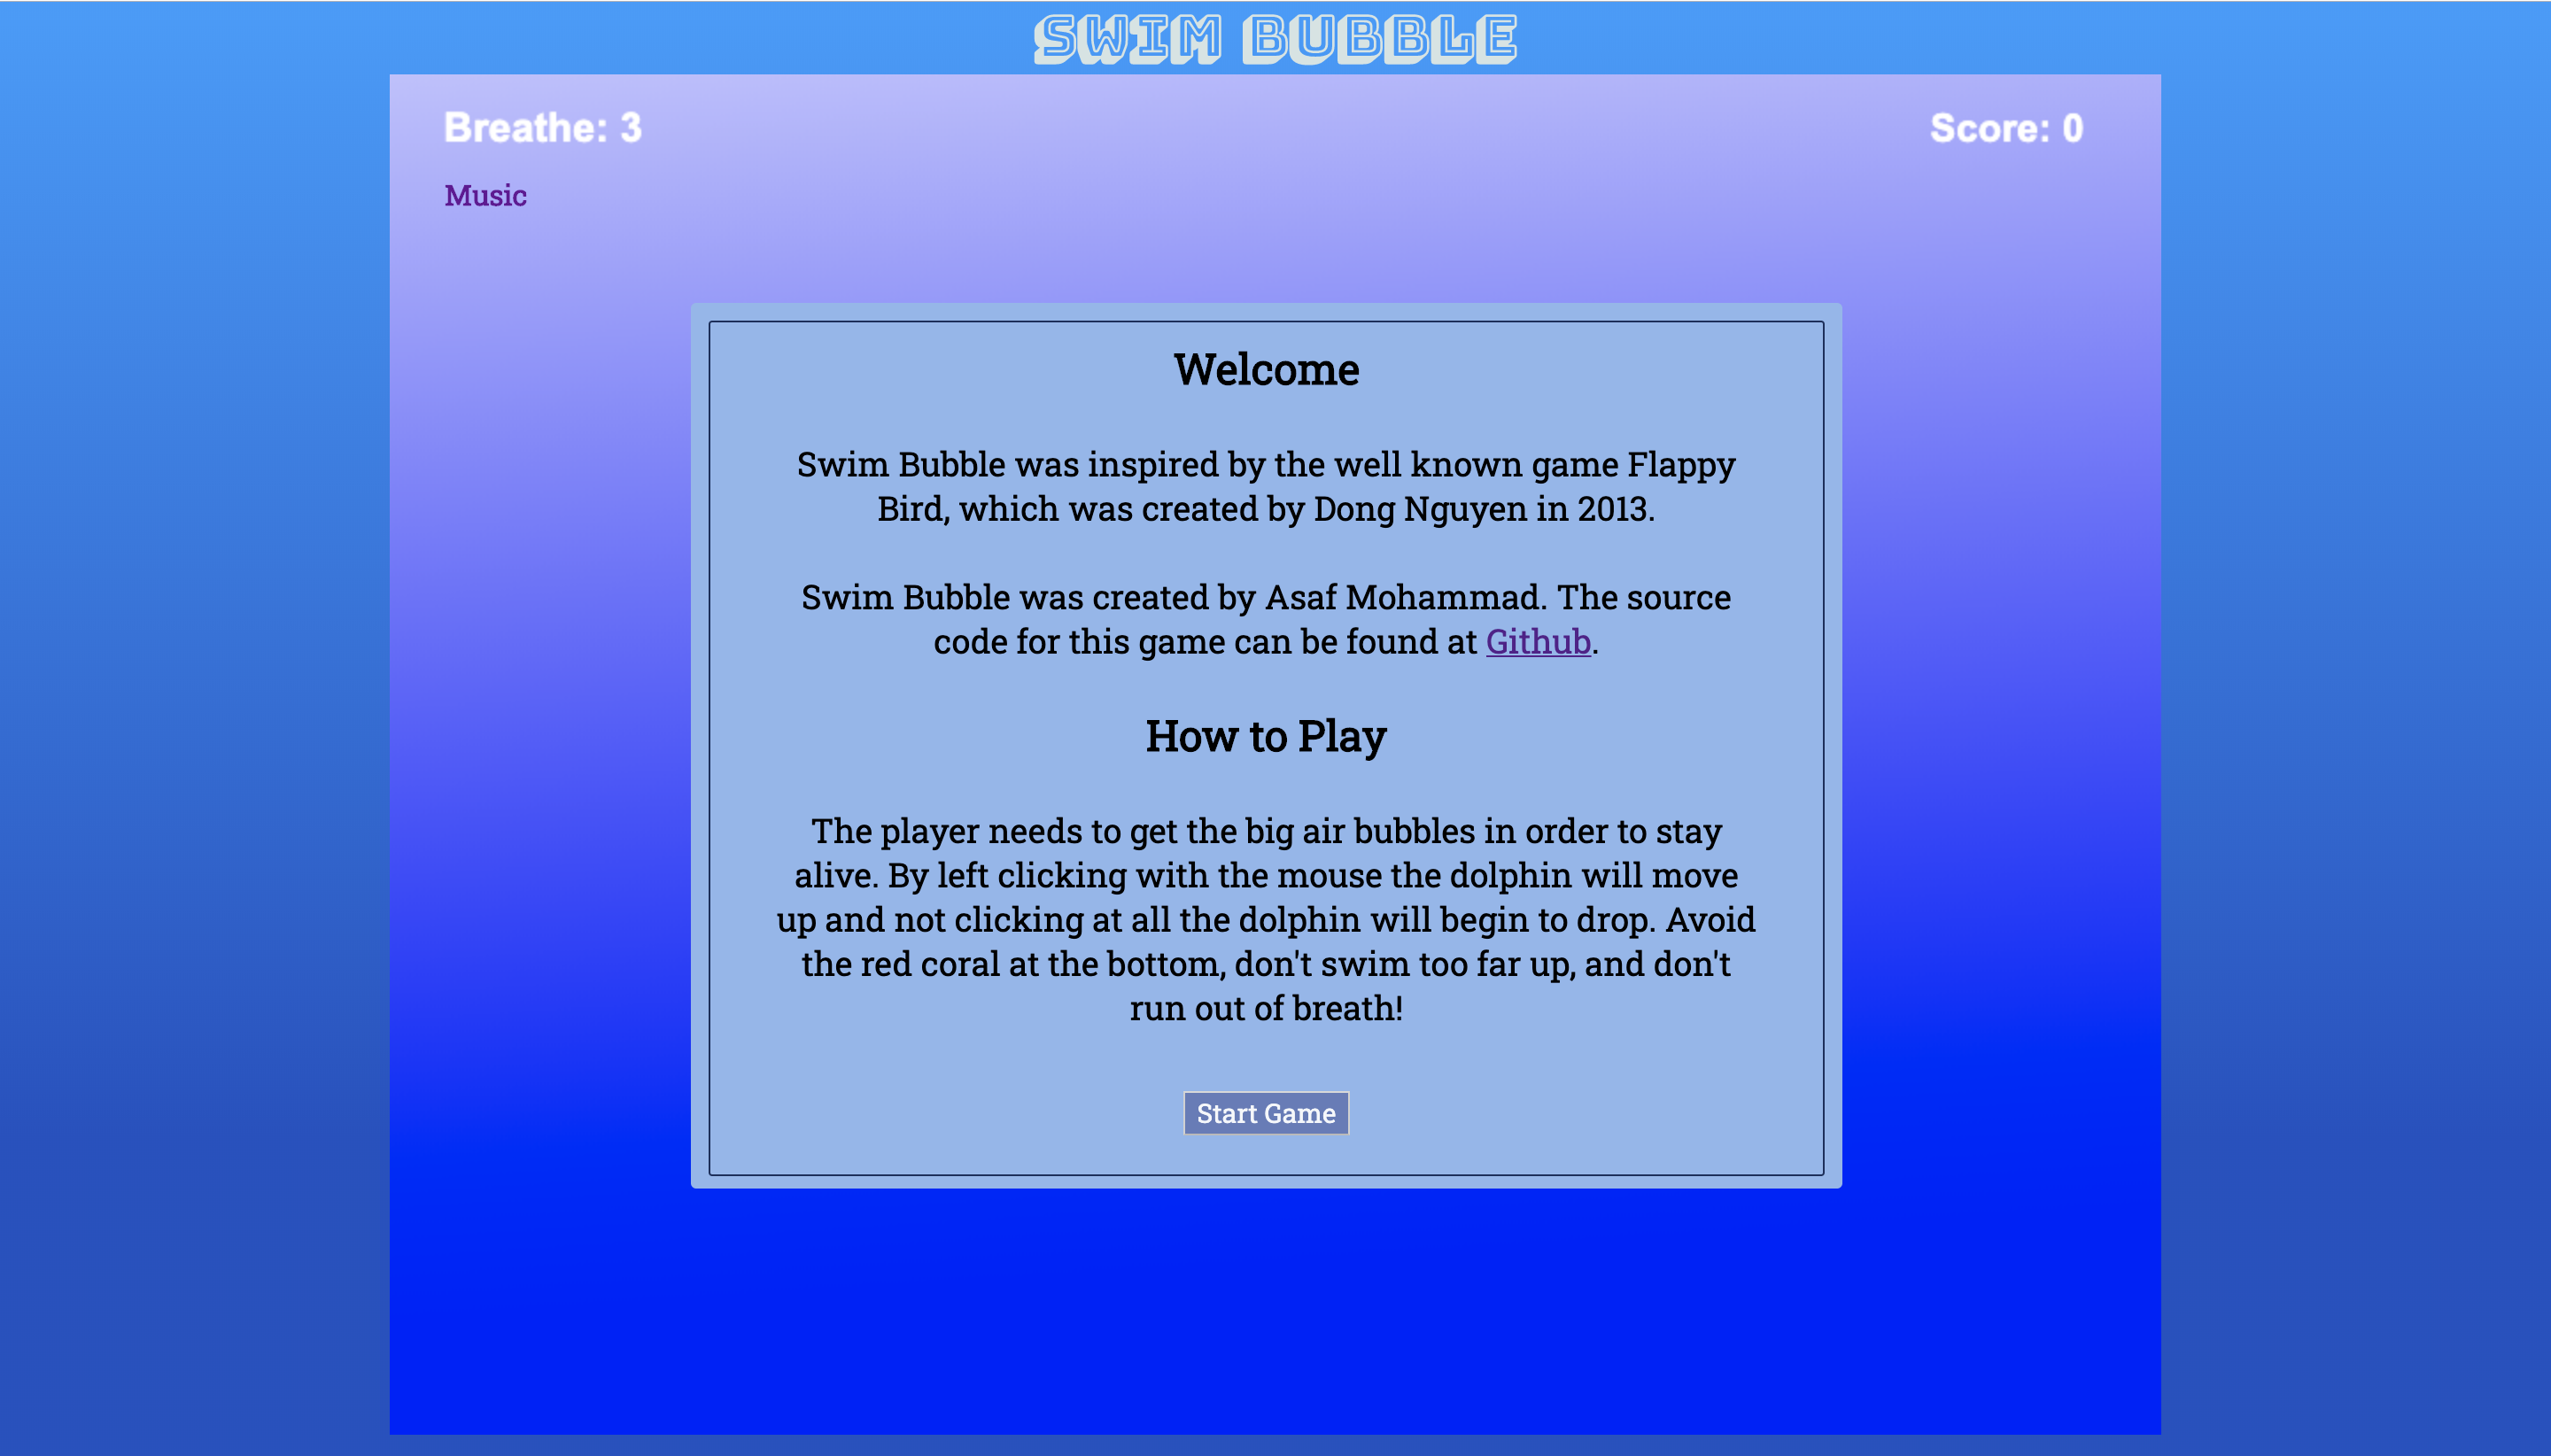 SWIM BUBBLE
Breathe: 3
Score: 0
Music
Welcome
Swim Bubble was inspired by the well known game Flappy
Bird, which was created by Dong Nguyen in 2013.
Swim Bubble was created by Asaf Mohammad. The source
code for this game can be found at Github.
How to Play
The player needs to get the big air bubbles in order to stay
alive. By left clicking with the mouse the dolphin will move
up and not clicking at all the dolphin will begin to drop. Avoid
the red coral at the bottom, don't swim too far up, and don't
run out of breath!
Start Game